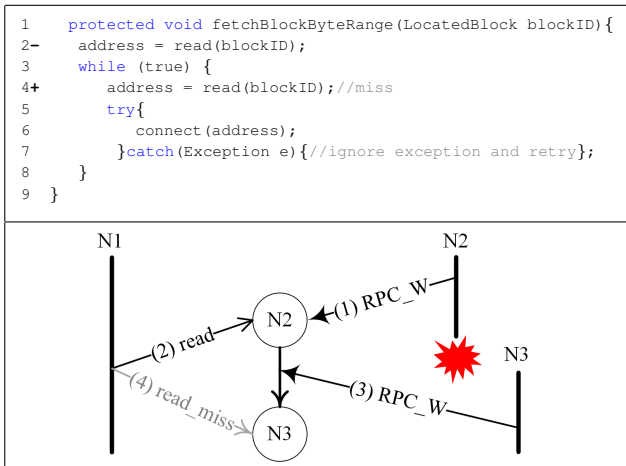 1 protected void fetchBlockByteRange(LocatedBlock blockID){
2- address = read(blockID);
3 while (true) {
4+ address = read(blockID);//miss
5 try{
6 connect(address);
7 }catch(Exception e){//ignore exception and retry};
8 }
9 }
N1
N2
(1) RPC_W
N2
(2) read
N3
(3) RPC_W
(4) read_miss
N3